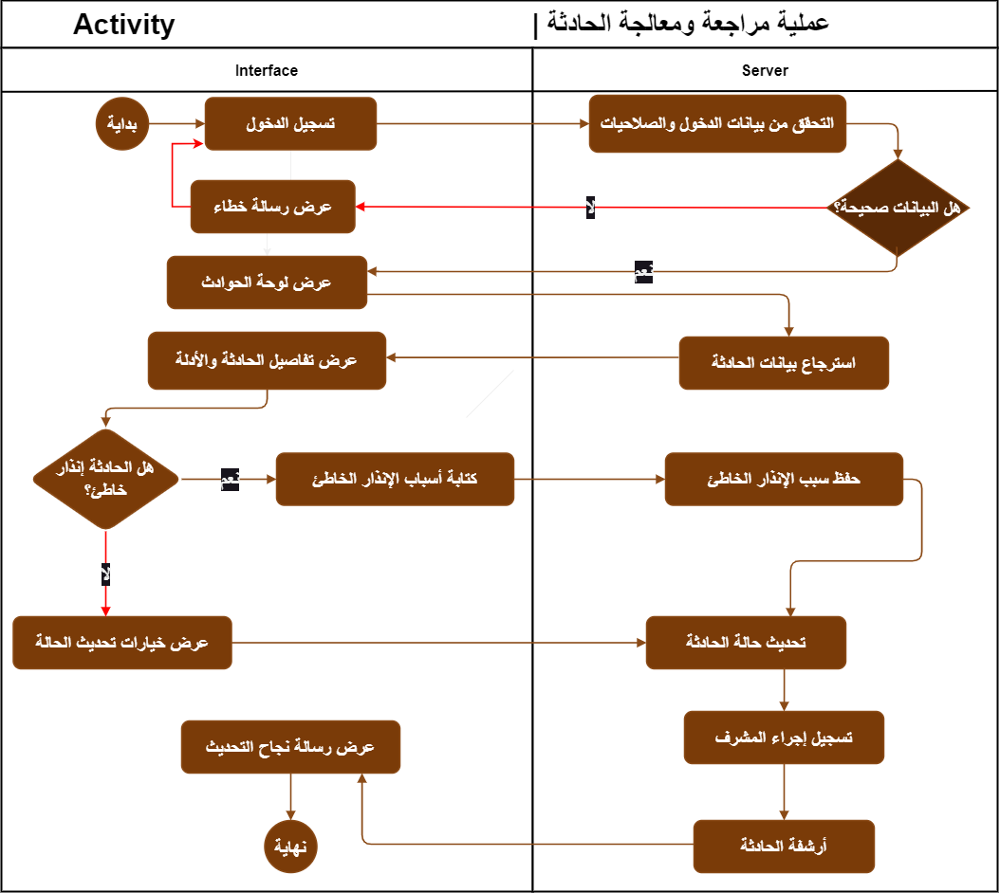 Activity | عملية مراجعة ومعالجة الحادثة
Interface
Server
بداية
تسجيل الدخول
التحقق من بيانات الدخول والصلاحيات
هل البيانات صحيحة؟
لا
عرض رسالة خطاء
نعم
عرض لوحة الحوادث
استرجاع بيانات الحادثة
عرض تفاصيل الحادثة والأدلة
هل الحادثة إنذار
خاطئ؟
نعم
كتابة أسباب الإنذار الخاطئ
حفظ سبب الإنذار الخاطئ
لا
عرض خيارات تحديث الحالة
تحديث حالة الحادثة
تسجيل إجراء المشرف
أرشفة الحادثة
عرض رسالة نجاح التحديث
نهاية